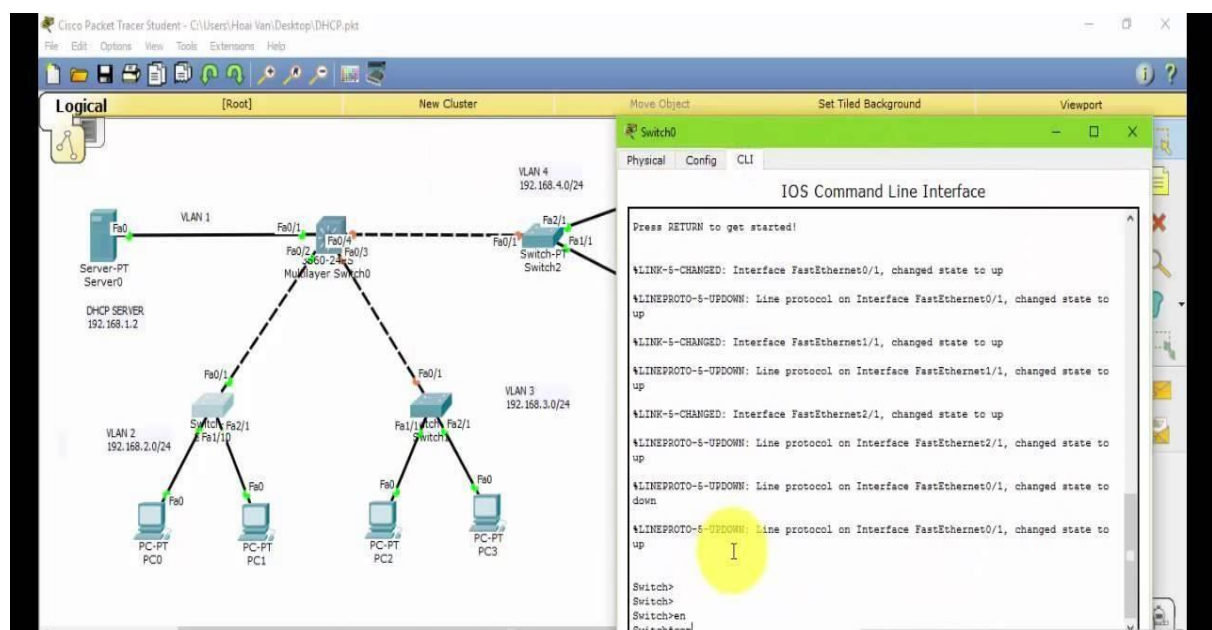 Cisco Packet Tracer Student - C:\Users\Hoai Van\Desktop\DHCP.pkt
File Edit Options View Tools Extensions Help
Logical [Root] New Cluster Move Object Set Tiled Background Viewport
VLAN 4
192.168.4.0/24
VLAN 1
Fa0
Fa0/1
Fa0/4
Fa0/2
Fa0/3
Multilayer Switch0
Server-PT
Server0
DHCP SERVER
192.168.1.2
Fa2/1
Fa0/1
Fa1/1
Switch-PT
Switch2
Fa0/1
Fa2/1
VLAN 2
192.168.2.0/24
Fa0
Fa0
PC-PT
PC0
PC-PT
PC1
Fa0/1
VLAN 3
192.168.3.0/24
Fa2/1
Fa0
Fa0
PC-PT
PC2
PC-PT
PC3
Switch0
Physical Config CLI
IOS Command Line Interface
Press RETURN to get started!
%LINK-5-CHANGED: Interface FastEthernet0/1, changed state to up
%LINEPROTO-5-UPDOWN: Line protocol on Interface FastEthernet0/1, changed state to
up
%LINK-5-CHANGED: Interface FastEthernet1/1, changed state to up
%LINEPROTO-5-UPDOWN: Line protocol on Interface FastEthernet1/1, changed state to
up
%LINK-5-CHANGED: Interface FastEthernet2/1, changed state to up
%LINEPROTO-5-UPDOWN: Line protocol on Interface FastEthernet2/1, changed state to
up
%LINEPROTO-5-UPDOWN: Line protocol on Interface FastEthernet0/1, changed state to
down
%LINEPROTO-5-UPDOWN: Line protocol on Interface FastEthernet0/1, changed state to
up
Switch>
Switch>
Switch>en